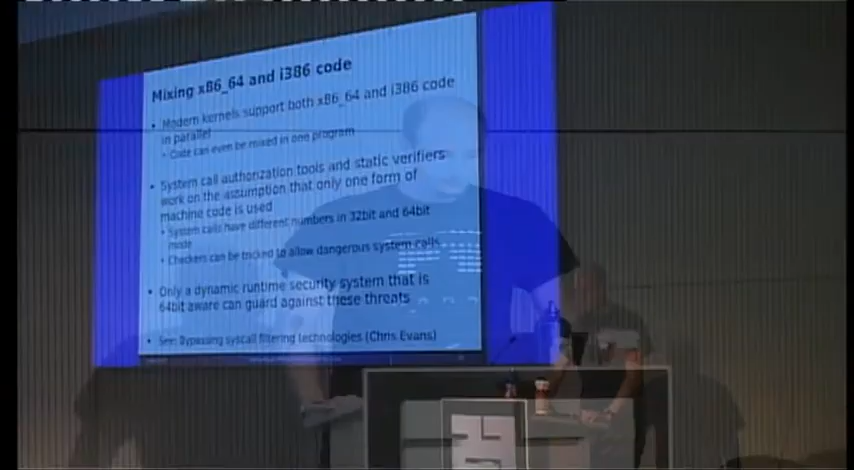 Mixing x86_64 and i386 code
• Modern kernels support both x86_64 and i386 code
in parallel
• Code can even be mixed in one program
• System call authorization tools and static verifiers
work on the assumption that only one form of
machine code is used
• System calls have different numbers in 32bit and 64bit
mode
• Checkers can be tricked to allow dangerous system calls
• Only a dynamic runtime security system that is
64bit aware can guard against these threats
• See: Bypassing syscall filtering technologies (Chris Evans)